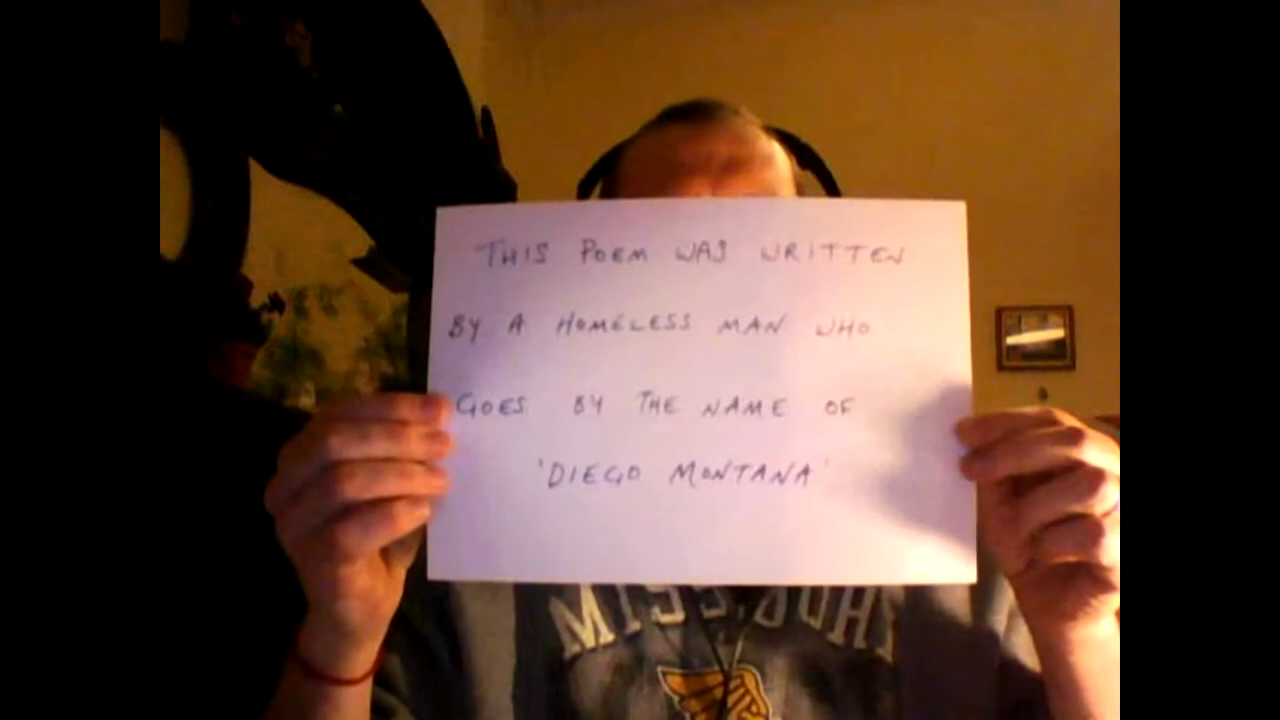 THIS POEM WAS WRITTEN
BY A HOMELESS MAN WHO
GOES BY THE NAME OF
'DIEGO MONTANA'